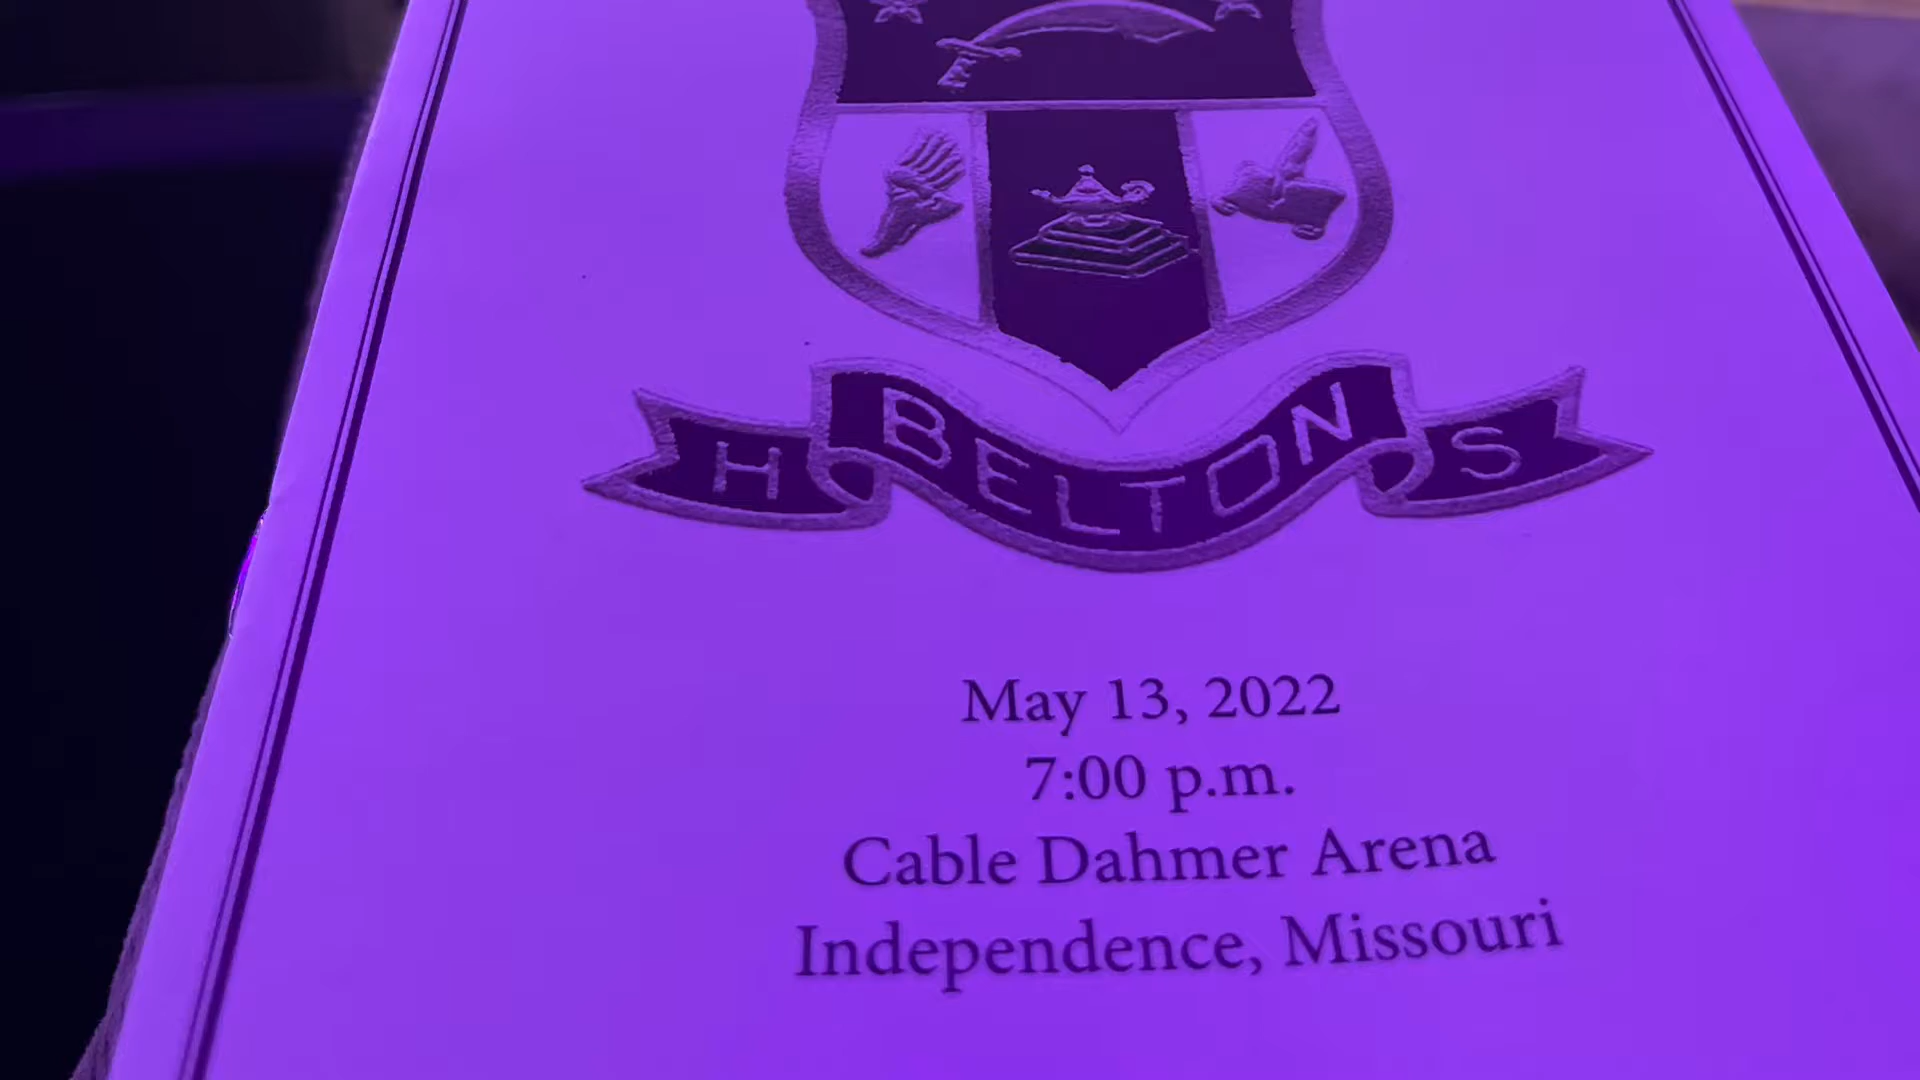 H BELTON S
May 13, 2022
7:00 p.m.
Cable Dahmer Arena
Independence, Missouri